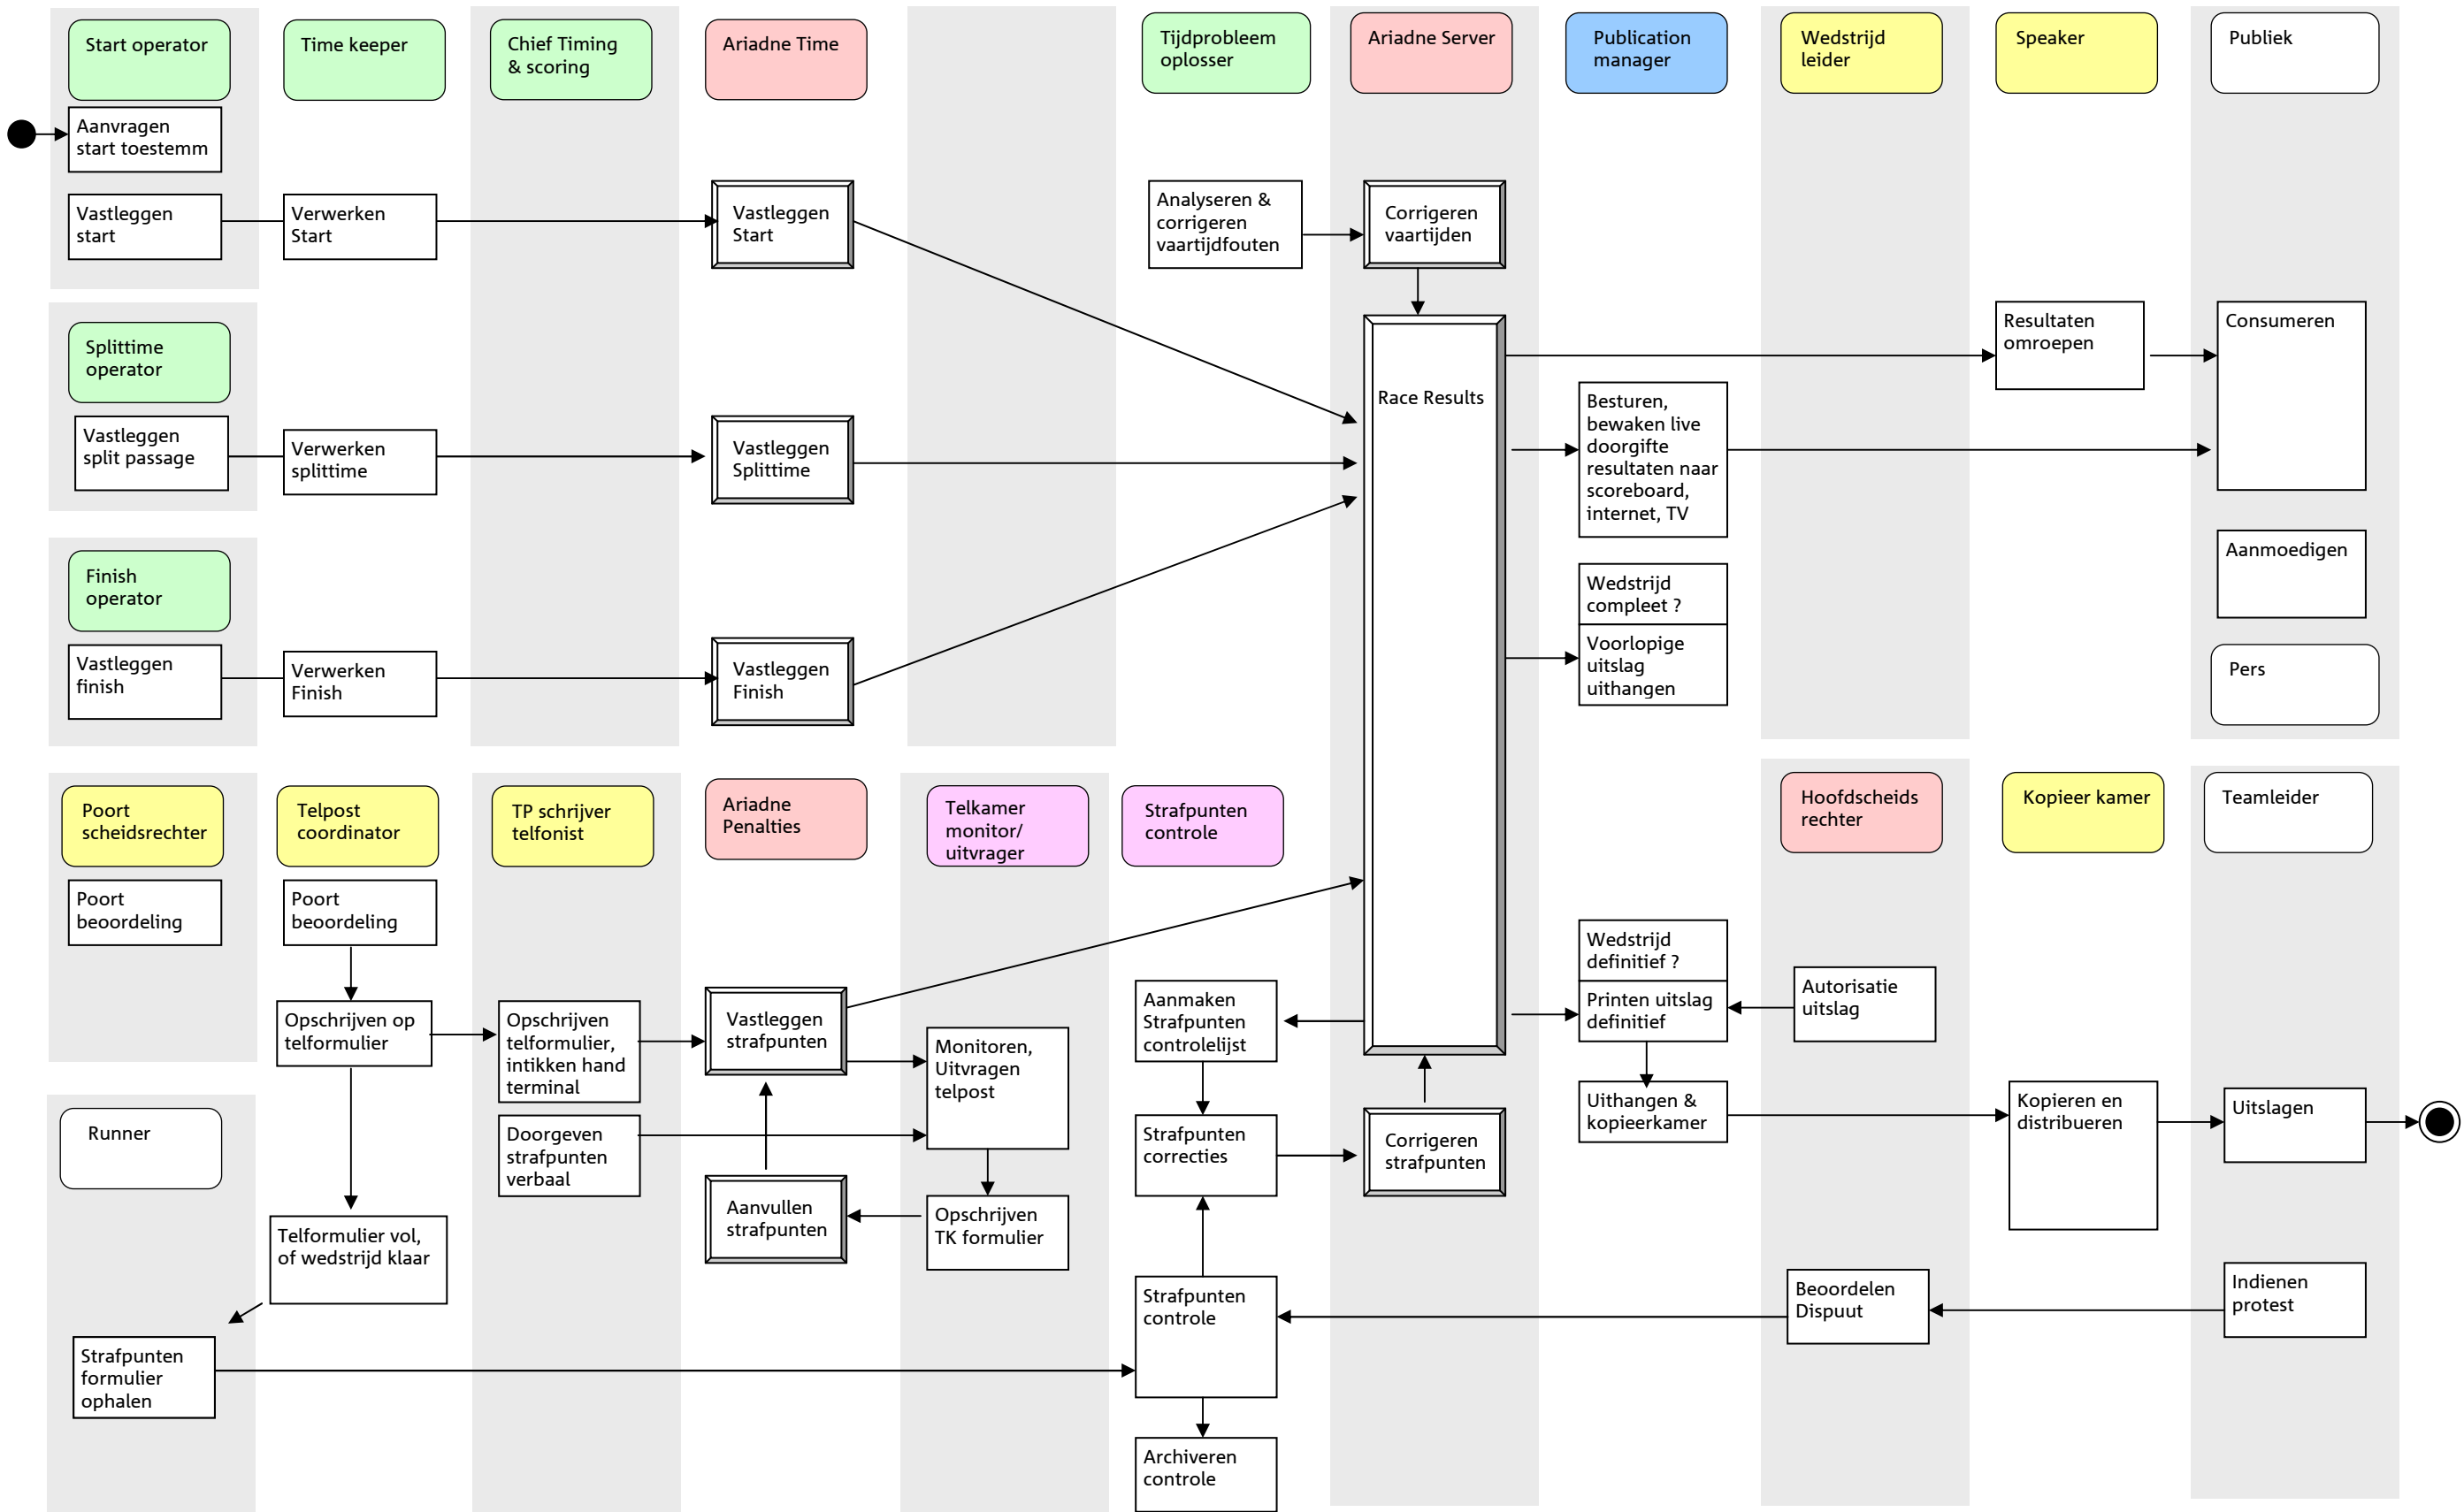 Start operator
Time keeper
Chief Timing
& scoring
Ariadne Time
Tijdprobleem
oplosser
Ariadne Server
Publication
manager
Wedstrijd
leider
Speaker
Publiek
Aanvragen
start toestemm
Vastleggen
start
Verwerken
Start
Vastleggen
Start
Analyseren &
corrigeren
vaartijdfouten
Corrigeren
vaartijden
Splittime
operator
Resultaten
omroepen
Consumeren
Race Results
Besturen,
bewaken live
doorgifte
resultaten naar
scoreboard,
internet, TV
Vastleggen
split passage
Verwerken
splittime
Vastleggen
Splittime
Aanmoedigen
Finish
operator
Wedstrijd
compleet ?
Voorlopige
uitslag
uithangen
Vastleggen
finish
Verwerken
Finish
Vastleggen
Finish
Pers
Poort
scheidsrechter
Telpost
coordinator
TP schrijver
telfonist
Ariadne
Penalties
Telkamer
monitor/
uitvrager
Strafpunten
controle
Hoofdscheids
rechter
Kopieer kamer
Teamleider
Poort
beoordeling
Poort
beoordeling
Wedstrijd
definitief ?
Printen uitslag
definitief
Autorisatie
uitslag
Opschrijven op
telformulier
Opschrijven
telformulier,
intikken hand
terminal
Vastleggen
strafpunten
Monitoren,
Uitvragen
telpost
Aanmaken
Strafpunten
controlelijst
Runner
Doorgeven
strafpunten
verbaal
Strafpunten
correcties
Corrigeren
strafpunten
Uithangen &
kopieerkamer
Kopieren en
distribueren
Uitslagen
Aanvullen
strafpunten
Opschrijven
TK formulier
Telformulier vol,
of wedstrijd klaar
Strafpunten
controle
Beoordelen
Dispuut
Indienen
protest
Strafpunten
formulier
ophalen
Archiveren
controle